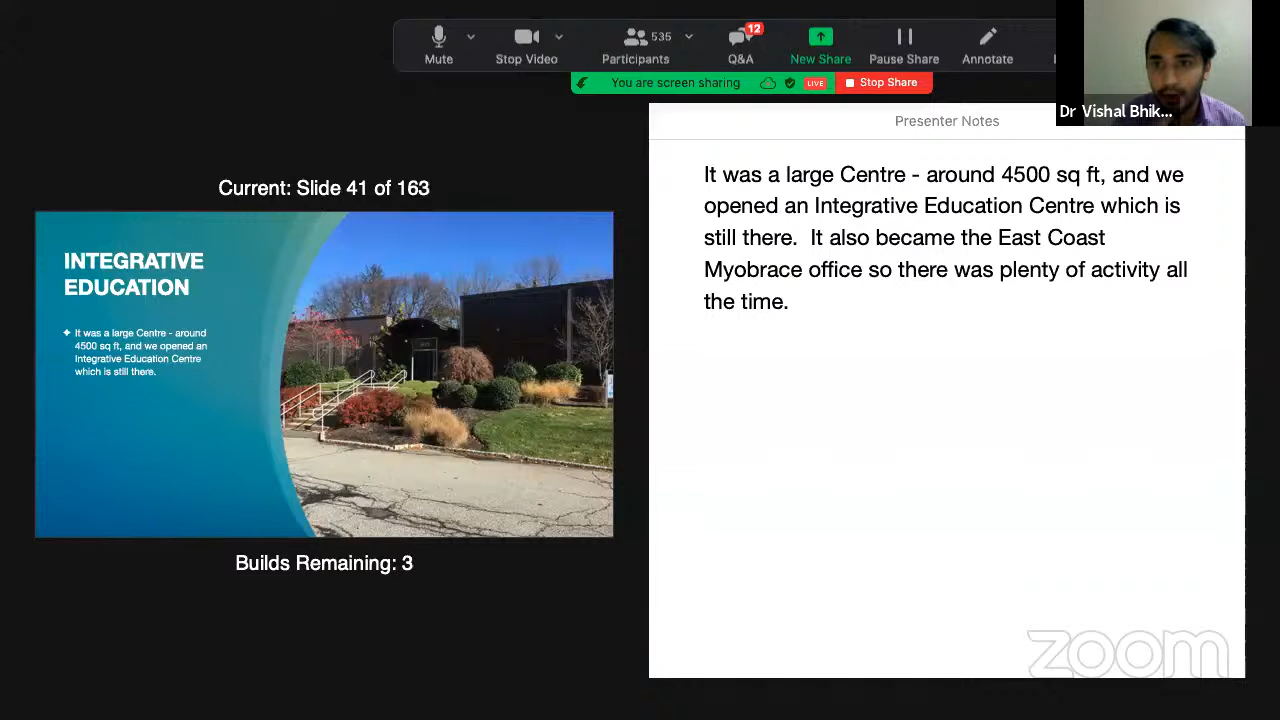 Mute
Stop Video
535
Participants
12
Q&A
New Share
Pause Share
Annotate
You are screen sharing
LIVE
Stop Share
Dr Vishal Bhik...
Presenter Notes
Current: Slide 41 of 163
INTEGRATIVE
EDUCATION
It was a large Centre - around
4500 sq ft, and we opened an
Integrative Education Centre
which is still there.
Builds Remaining: 3
It was a large Centre - around 4500 sq ft, and we
opened an Integrative Education Centre which is
still there.  It also became the East Coast
Myobrace office so there was plenty of activity all
the time.
zoom